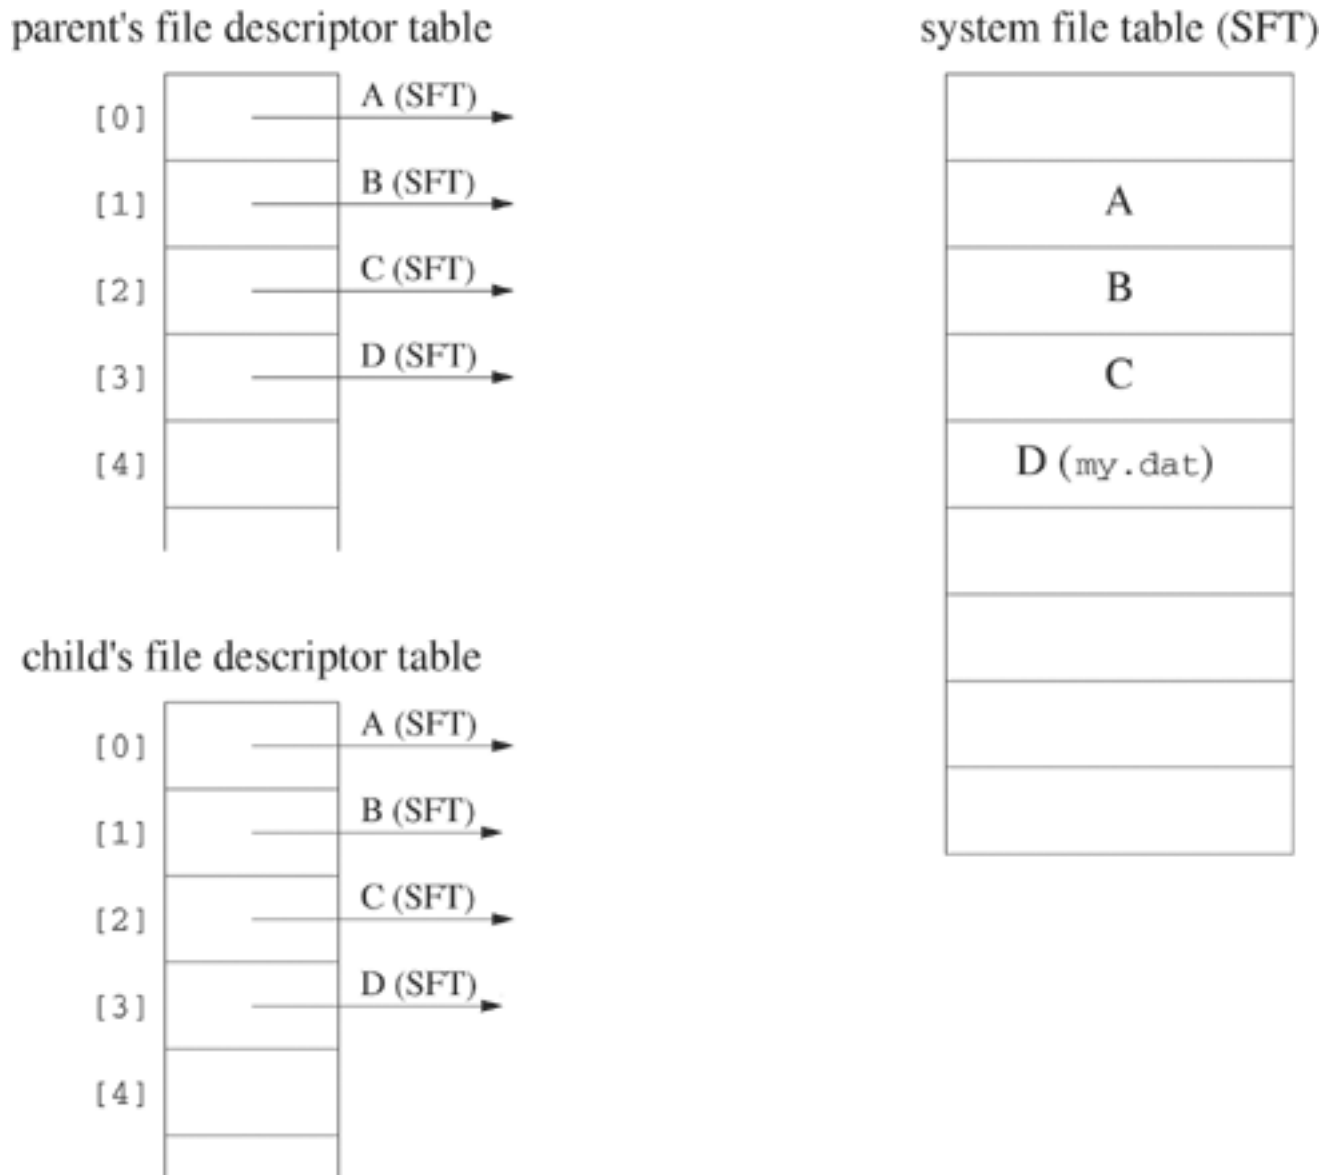 parent's file descriptor table
[0]
A (SFT)
[1]
B (SFT)
[2]
C (SFT)
[3]
D (SFT)
[4]
system file table (SFT)
A
B
C
D (my.dat)
child's file descriptor table
[0]
A (SFT)
[1]
B (SFT)
[2]
C (SFT)
[3]
D (SFT)
[4]